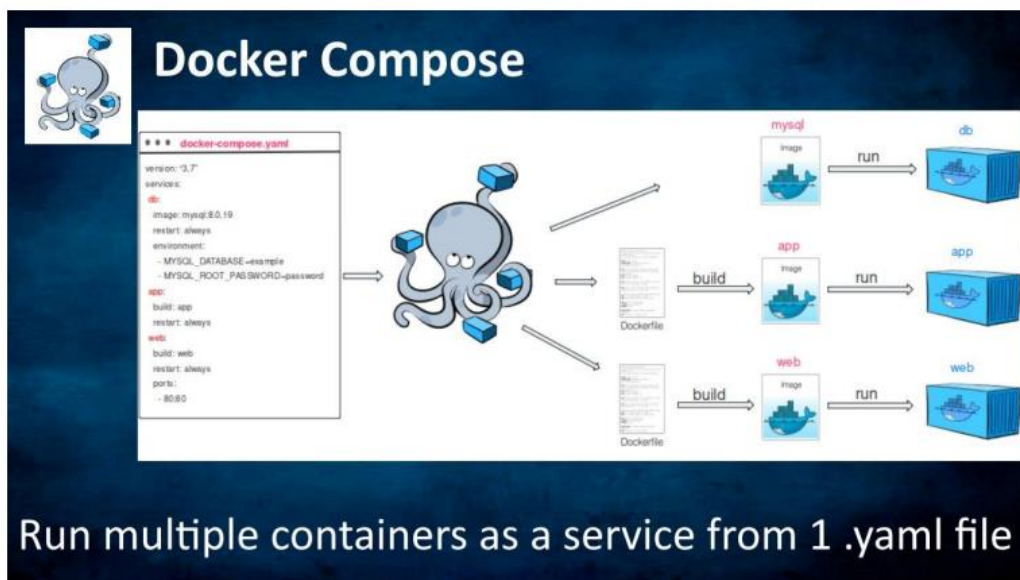 Docker Compose
docker-compose.yaml
version: "3.7"
services:
db:
image: mysql:8.0.19
restart: always
environment:
- MYSQL_DATABASE=example
- MYSQL_ROOT_PASSWORD=password
app:
build: app
restart: always
web:
build: web
restart: always
ports:
- 80:80
mysql
Image
run
db
Dockerfile
build
app
Image
run
app
Dockerfile
build
web
Image
run
web
Run multiple containers as a service from 1 .yaml file